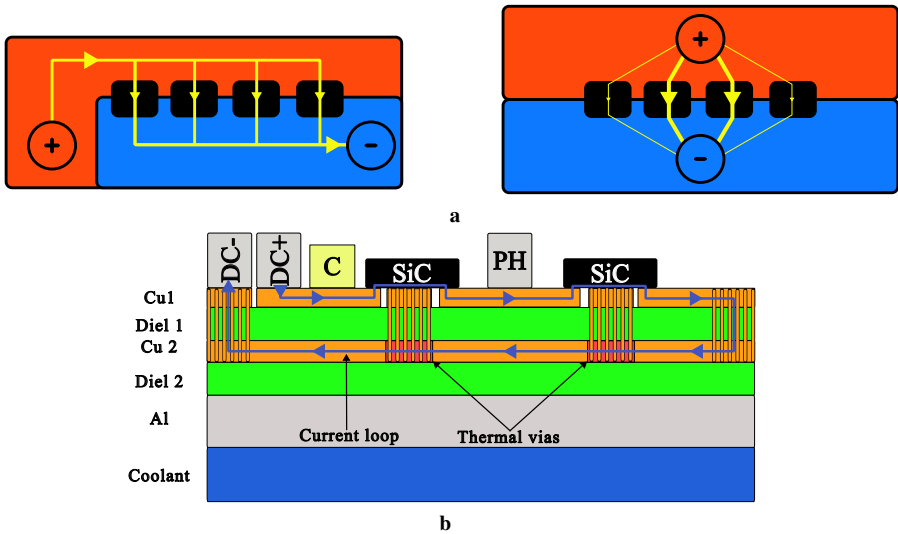 +
-
+
-
a
DC-
DC+
C
SiC
PH
SiC
Cu1
Diel 1
Cu 2
Diel 2
Al
Current loop
Thermal vias
Coolant
b